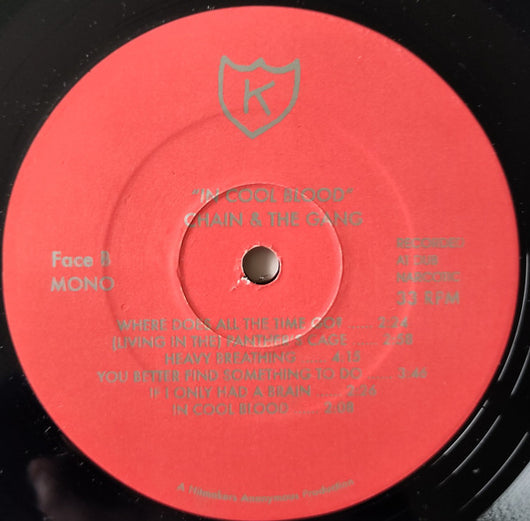 K
"IN COOL BLOOD"
CHAIN & THE GANG
Face B
MONO
RECORDED
AT DUB
NARCOTIC
33 RPM
WHERE DOES ALL THE TIME GO? ..... 2:24
(LIVING IN THE) PANTHER'S CAGE ..... 2:58
HEAVY BREATHING ..... 4:15
YOU BETTER FIND SOMETHING TO DO ..... 3:46
IF I ONLY HAD A BRAIN ..... 3:36
IN COOL BLOOD ..... 2:08
A Hitmakers Anonymous Production